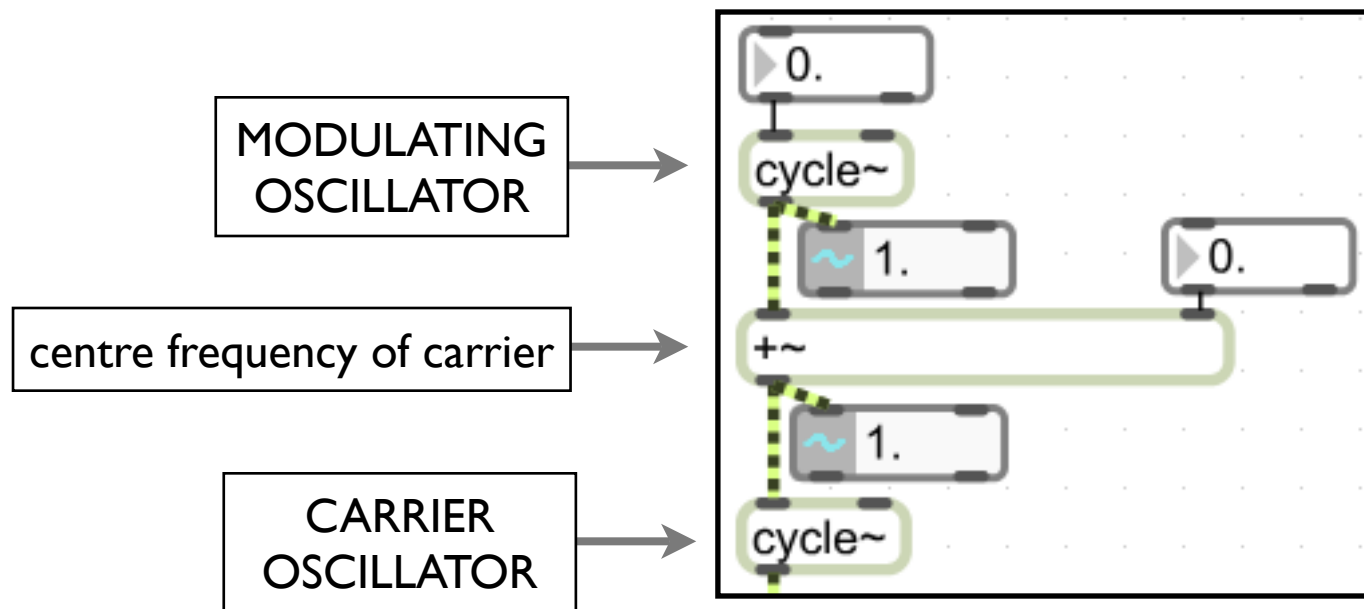 0.
MODULATING
OSCILLATOR
cycle~
~ 1.
0.
centre frequency of carrier
+~
~ 1.
CARRIER
OSCILLATOR
cycle~